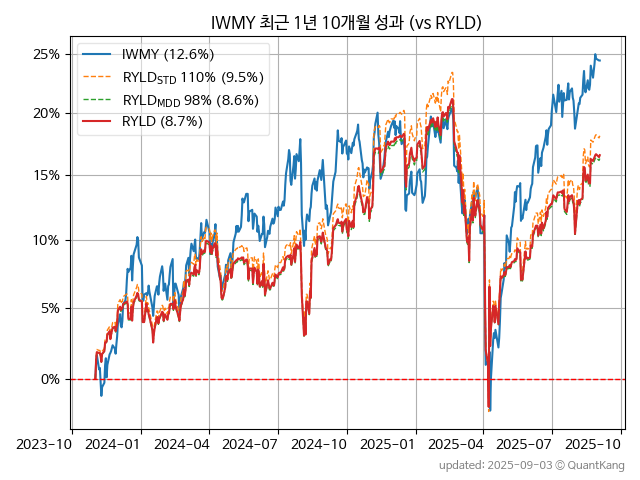 IWMY 최근 1년 10개월 성과 (vs RYLD)
25%
20%
15%
10%
5%
0%
IWMY (12.6%)
RYLD_STD 110% (9.5%)
RYLD_MDD 98% (8.6%)
RYLD (8.7%)
2023-10 2024-01 2024-04 2024-07 2024-10 2025-01 2025-04 2025-07 2025-10
updated: 2025-09-03 © QuantKang